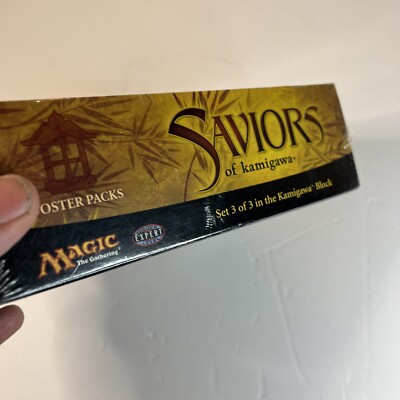 SAVIORS
of kamigawa
OSTER PACKS
Set 3 of 3 in the Kamigawa® Block
MAGIC
The Gathering®
EXPERT